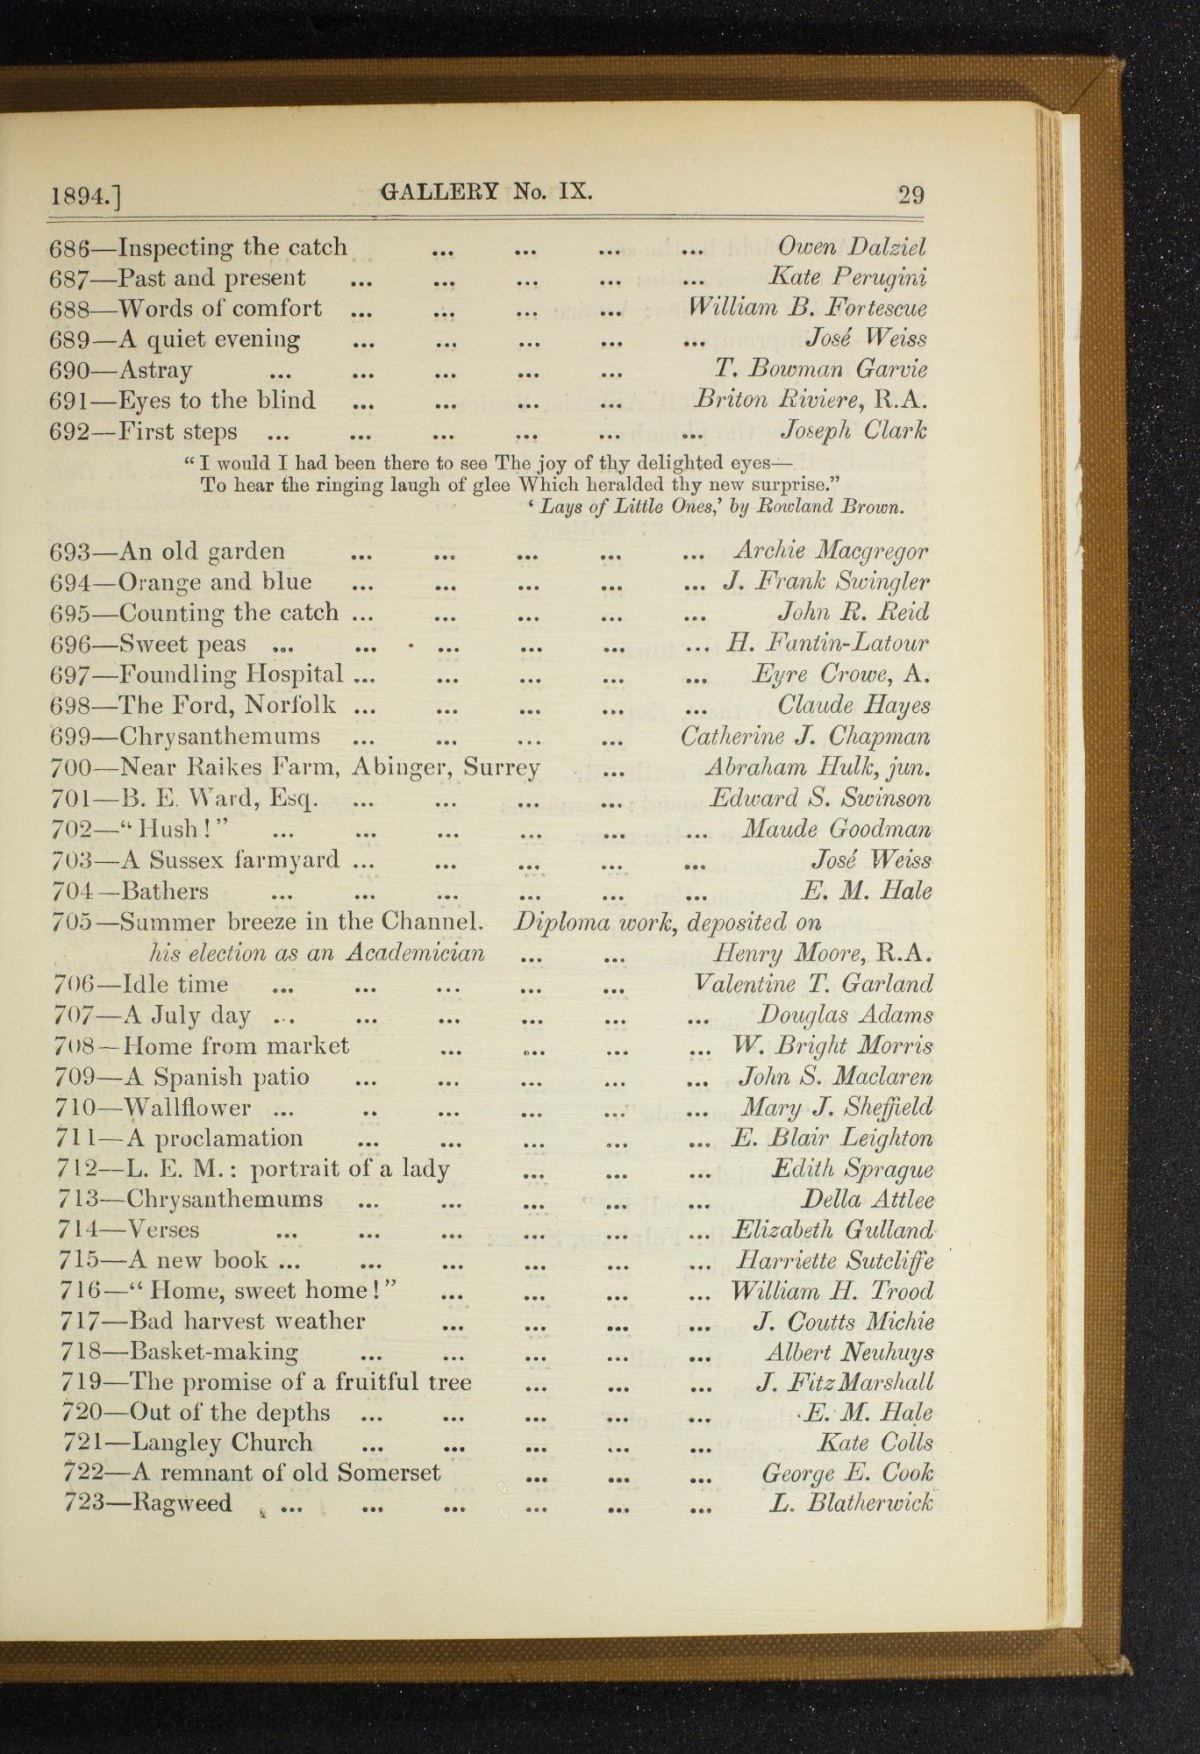 1894.] GALLERY No. IX. 29
686—Inspecting the catch ... ... ... ... Owen Dalziel
687—Past and present ... ... ... ... ... Kate Perugini
688—Words of comfort ... ... ... ... William B. Fortescue
689—A quiet evening ... ... ... ... ... José Weiss
690—Astray ... ... ... ... ... T. Bowman Garvie
691—Eyes to the blind ... ... ... ... Briton Riviere, R.A.
692—First steps ... ... ... ... ... ... Joseph Clark
“I would I had been there to see The joy of thy delighted eyes—
To hear the ringing laugh of glee Which heralded thy new surprise.”
‘Lays of Little Ones,’ by Rowland Brown.
693—An old garden ... ... ... ... ... Archie Macgregor
694—Orange and blue ... ... ... ... ... J. Frank Swingler
695—Counting the catch ... ... ... ... ... John R. Reid
696—Sweet peas ... ... ... ... ... ... H. Fantin-Latour
697—Foundling Hospital ... ... ... ... ... Eyre Crowe, A.
698—The Ford, Norfolk ... ... ... ... ... Claude Hayes
699—Chrysanthemums ... ... ... ... Catherine J. Chapman
700—Near Raikes Farm, Abinger, Surrey ... Abraham Hulk, jun.
701—B. E. Ward, Esq. ... ... ... ... Edward S. Swinson
702—“Hush!” ... ... ... ... ... ... Maude Goodman
703—A Sussex farmyard ... ... ... ... ... José Weiss
704—Bathers ... ... ... ... ... ... E. M. Hale
705—Summer breeze in the Channel. Diploma work, deposited on
his election as an Academician ... ... Henry Moore, R.A.
706—Idle time ... ... ... ... ... Valentine T. Garland
707—A July day ... ... ... ... ... ... Douglas Adams
708—Home from market ... ... ... ... W. Bright Morris
709—A Spanish patio ... ... ... ... ... John S. Maclaren
710—Wallflower ... .. ... ... ... ... Mary J. Sheffield
711—A proclamation ... ... ... ... ... E. Blair Leighton
712—L. E. M.: portrait of a lady ... ... ... Edith Sprague
713—Chrysanthemums ... ... ... ... ... Della Attlee
714—Verses ... ... ... ... ... ... Elizabeth Gulland
715—A new book ... ... ... ... ... ... Harriette Sutcliffe
716—“Home, sweet home!” ... ... ... ... William H. Trood
717—Bad harvest weather ... ... ... ... J. Coutts Michie
718—Basket-making ... ... ... ... ... Albert Neuhuys
719—The promise of a fruitful tree ... ... ... J. FitzMarshall
720—Out of the depths ... ... ... ... ... E. M. Hale
721—Langley Church ... ... ... ... ... Kate Colls
722—A remnant of old Somerset ... ... ... George E. Cook
723—Ragweed ... ... ... ... ... ... L. Blatherwick